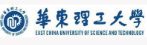 華東理工大學
EAST CHINA UNIVERSITY OF SCIENCE AND TECHNOLOGY